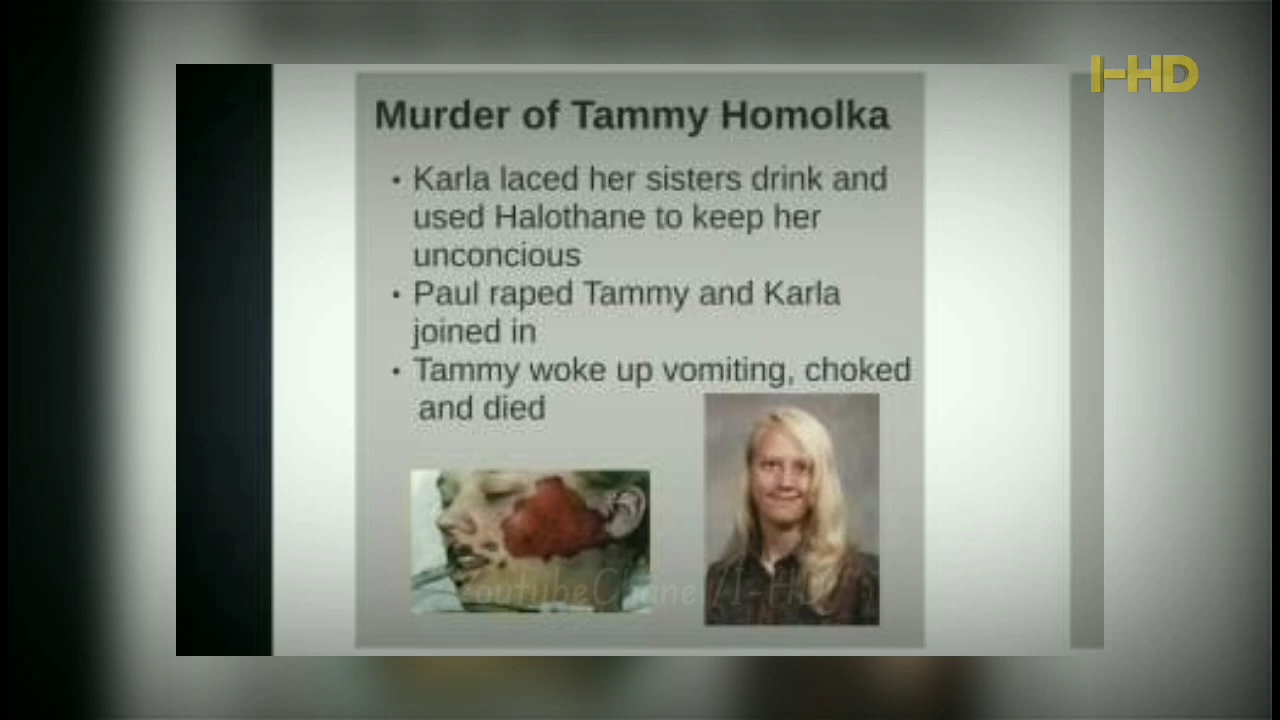 I-HD
Murder of Tammy Homolka
• Karla laced her sisters drink and
used Halothane to keep her
unconcious
• Paul raped Tammy and Karla
joined in
• Tammy woke up vomiting, choked
and died
outubeChanel/I-H